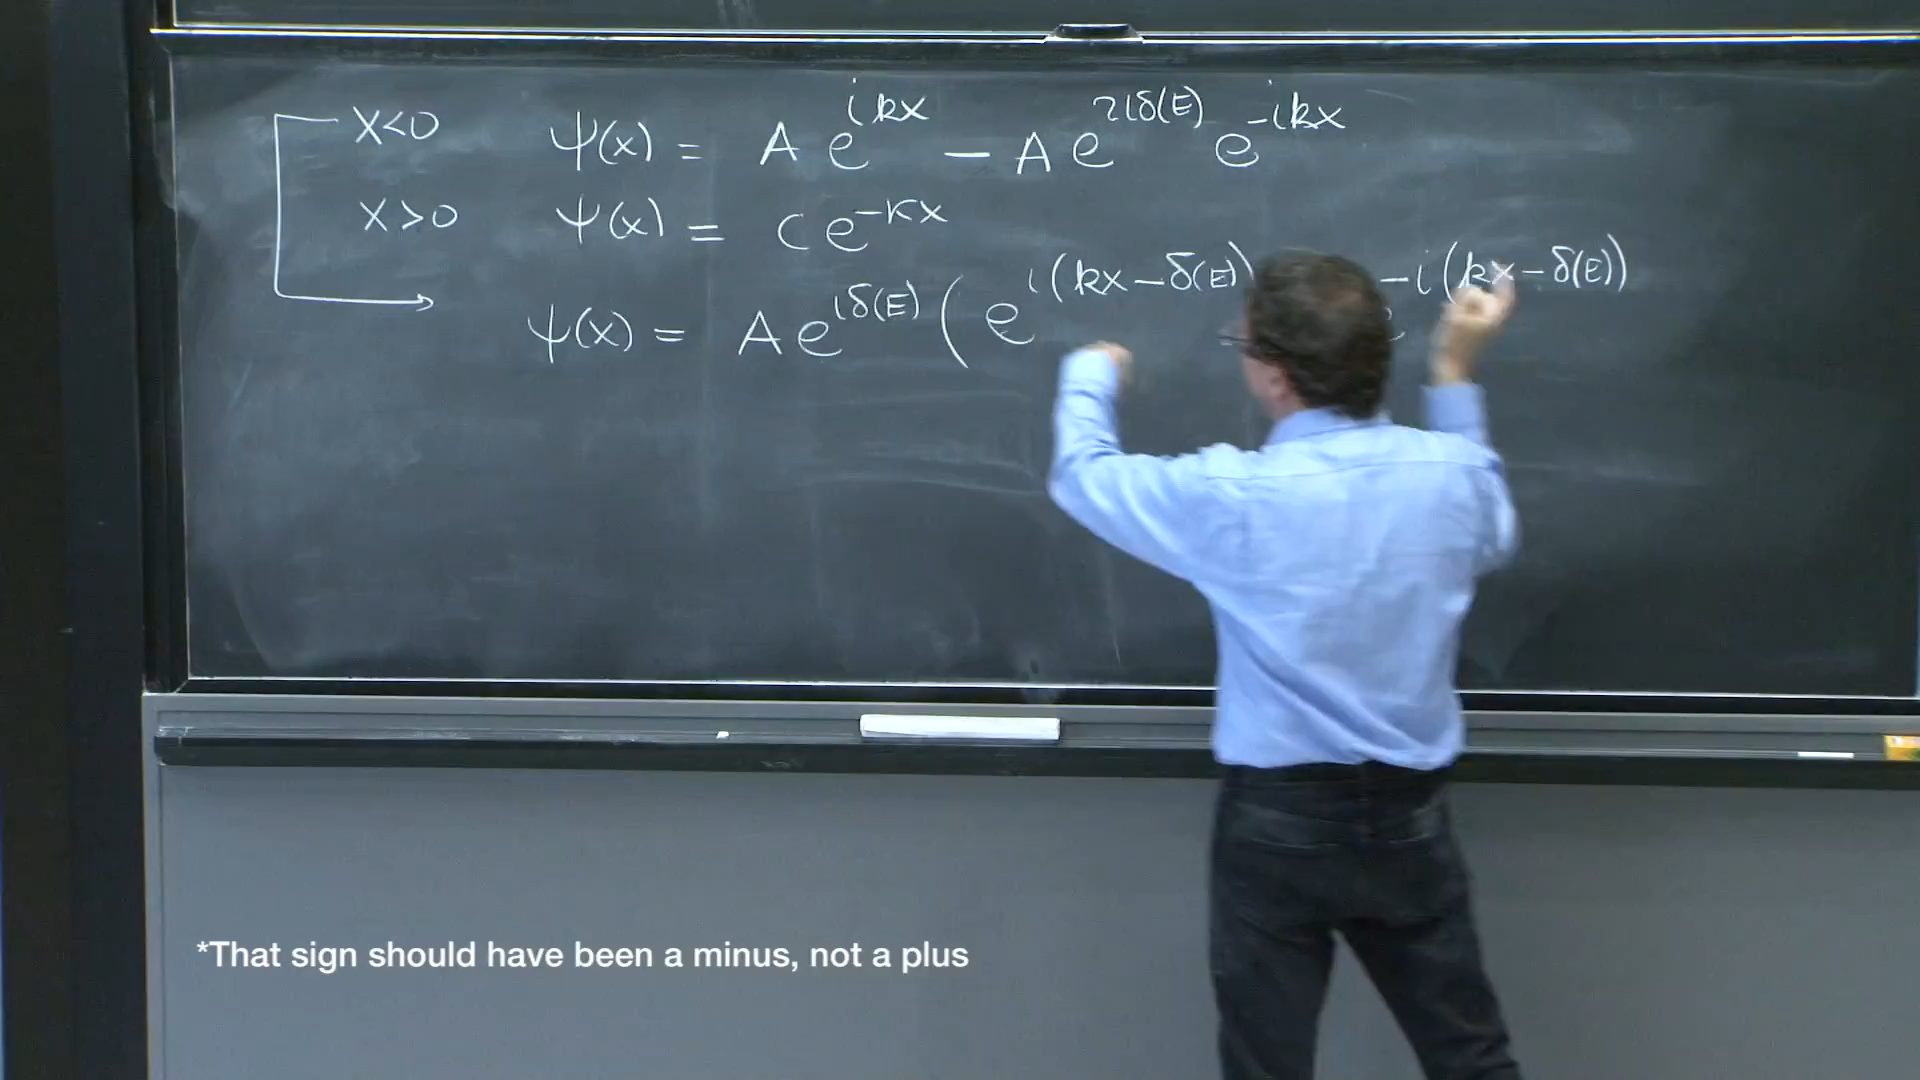 x<0 ψ(x) = A e^{ikx} − A e^{2iδ(E)} e^{-ikx}
x>0 ψ(x) = C e^{-κx}
ψ(x) = A e^{iδ(E)} ( e^{i(kx−δ(E))} e^{-i(kx−δ(E))}
*That sign should have been a minus, not a plus